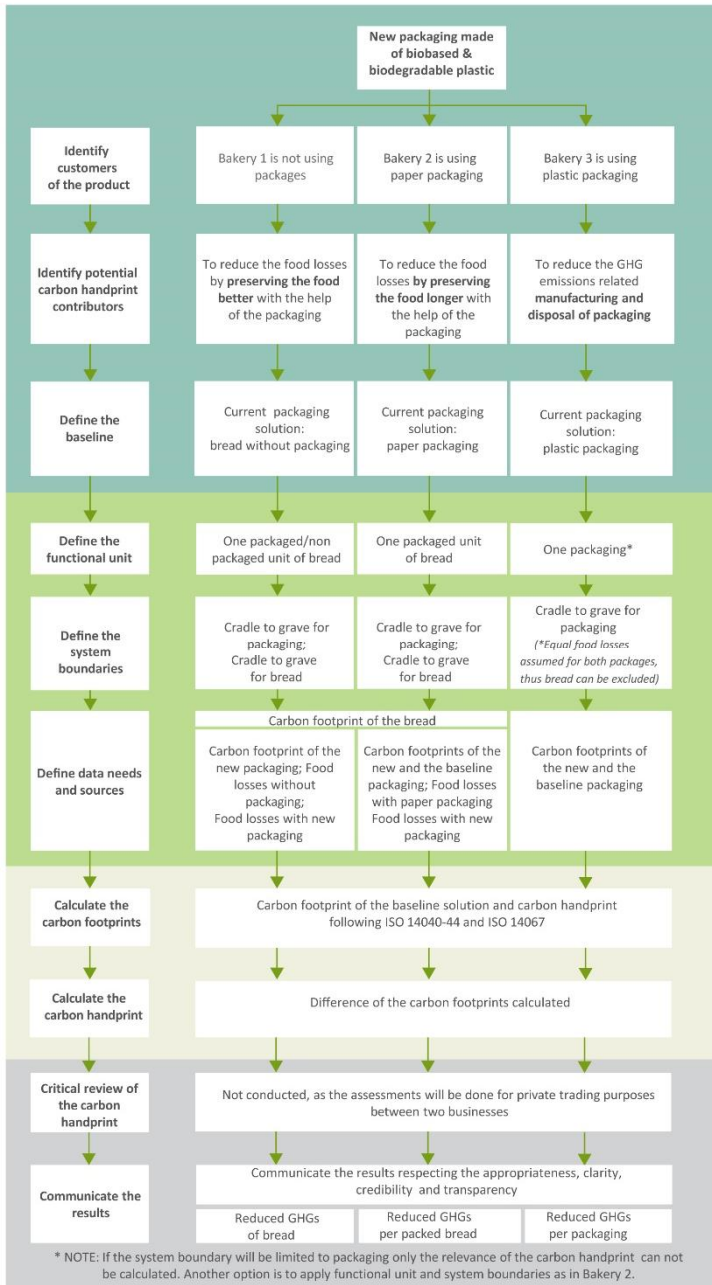 New packaging made
of biobased &
biodegradable plastic
Identify
customers
of the product
Bakery 1 is not using
packages
Bakery 2 is using
paper packaging
Bakery 3 is using
plastic packaging
Identify potential
carbon handprint
contributors
To reduce the food losses
by preserving the food
better with the help
of the packaging
To reduce the food
losses by preserving
the food longer with
the help of the
packaging
To reduce the GHG
emissions related
manufacturing and
disposal of packaging
Define the
baseline
Current packaging
solution:
bread without packaging
Current packaging
solution:
paper packaging
Current packaging
solution:
plastic packaging
Define the
functional unit
One packaged/non
packaged unit of bread
One packaged unit
of bread
One packaging*
Define the
system
boundaries
Cradle to grave for
packaging;
Cradle to grave
for bread
Cradle to grave for
packaging;
Cradle to grave
for bread
Cradle to grave for
packaging
(*Equal food losses
assumed for both packages,
thus bread can be excluded)
Define data needs
and sources
Carbon footprint of the bread
Carbon footprint of the
new packaging; Food
losses without
packaging;
Food losses with new
packaging
Carbon footprints of the
new and the baseline
packaging; Food losses
with paper packaging
Food losses with new
packaging
Carbon footprints of
the new and the
baseline packaging
Calculate the
carbon footprints
Carbon footprint of the baseline solution and carbon handprint
following ISO 14040-44 and ISO 14067
Calculate the
carbon handprint
Difference of the carbon footprints calculated
Critical review of
the carbon
handprint
Not conducted, as the assessments will be done for private trading purposes
between two businesses
Communicate the
results
Communicate the results respecting the appropriateness, clarity,
credibility and transparency
Reduced GHGs
of bread
Reduced GHGs
per packed bread
Reduced GHGs
per packaging
* NOTE: If the system boundary will be limited to packaging only the relevance of the carbon handprint can not
be calculated. Another option is to apply functional unit and system boundaries as in Bakery 2.